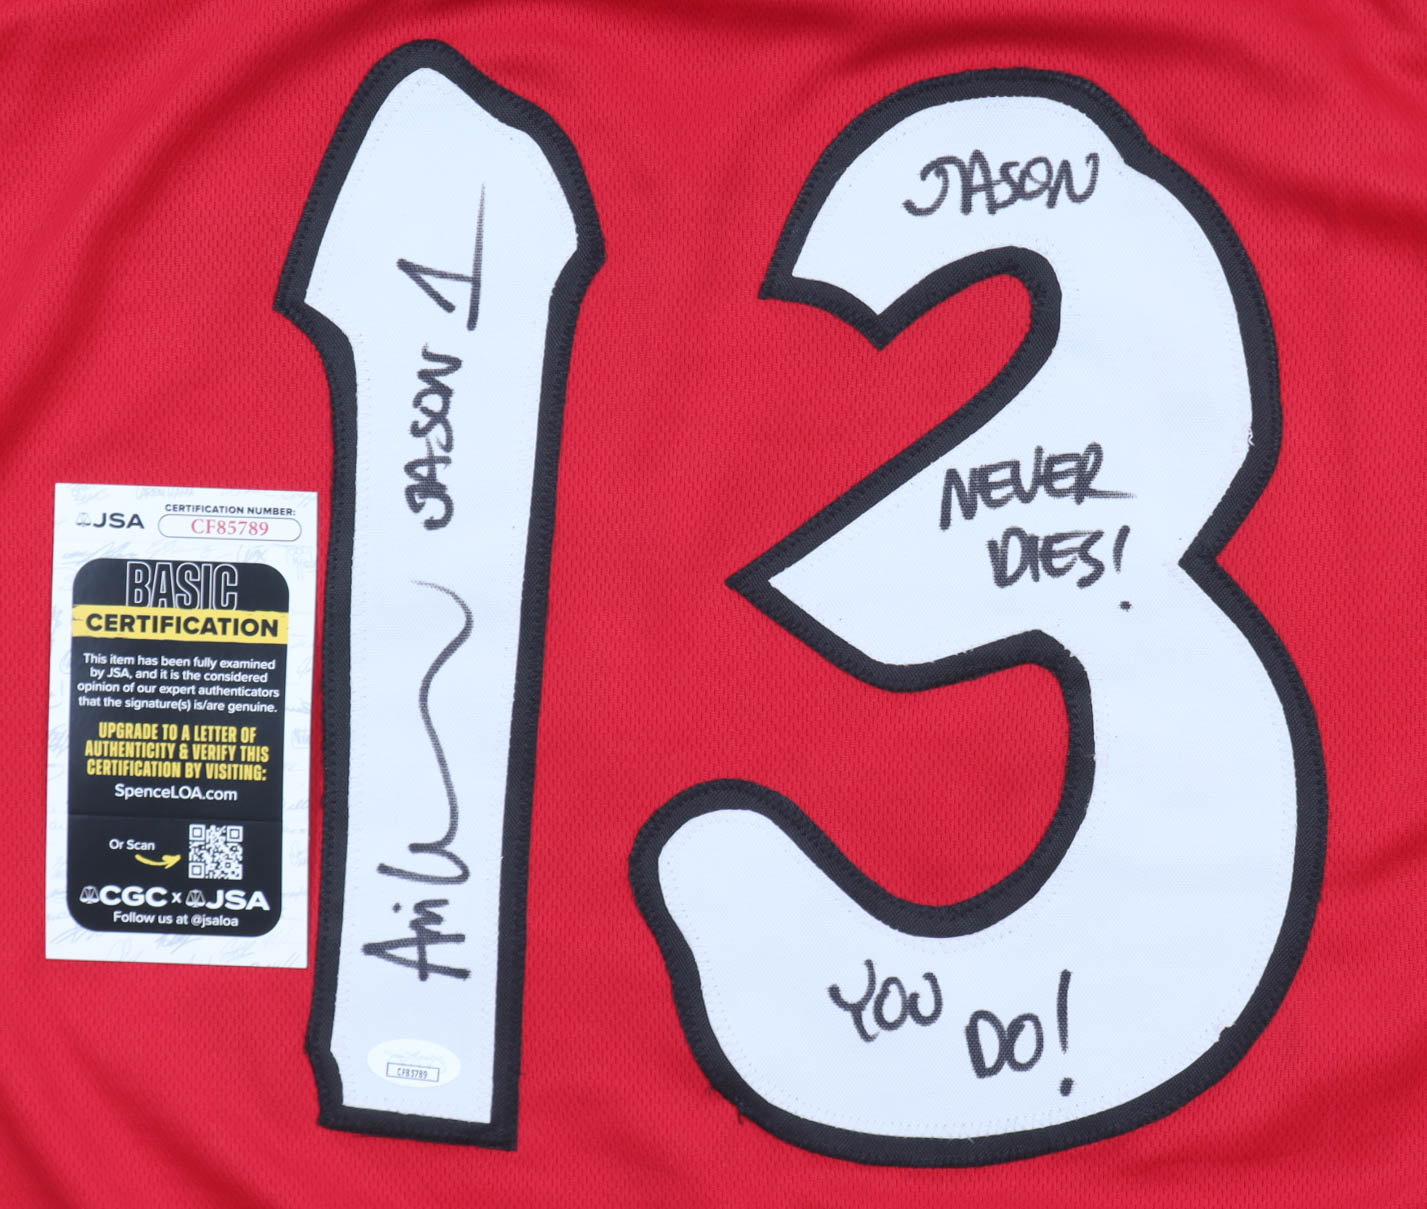 JASON 1
Ari L
JASON
NEVER
DIES!
YOU
DO!
JSA
CERTIFICATION NUMBER:
CF85789
BASIC
CERTIFICATION
This item has been fully examined
by JSA, and it is the considered
opinion of our expert authenticators
that the signature(s) is/are genuine.
UPGRADE TO A LETTER OF
AUTHENTICITY & VERIFY THIS
CERTIFICATION BY VISITING:
SpenceLOA.com
Or Scan
CGC x JSA
Follow us at @jsaloa
CF85789
13